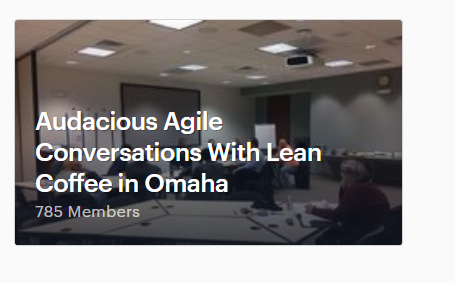 Audacious Agile
Conversations With Lean
Coffee in Omaha
785 Members